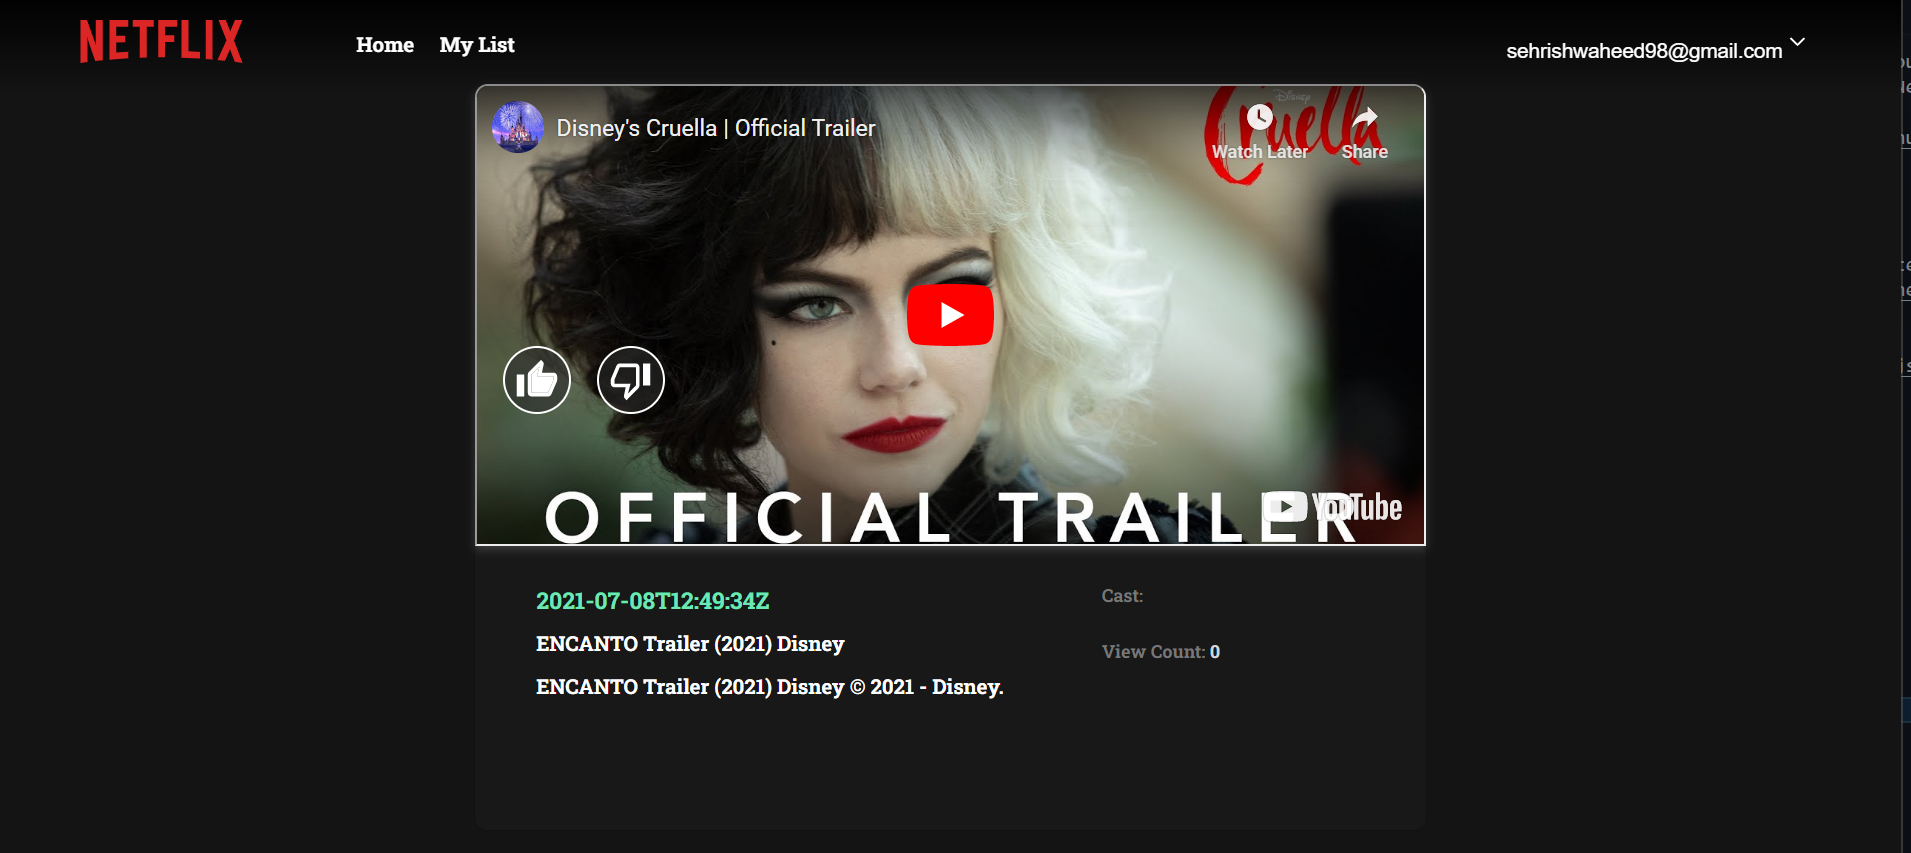 NETFLIX
Home
My List
sehrishwaheed98@gmail.com
Disney's Cruella | Official Trailer
Disney
Cruella
Watch Later
Share
OFFICIAL TRAILER
YouTube
2021-07-08T12:49:34Z
Cast:
ENCANTO Trailer (2021) Disney
View Count: 0
ENCANTO Trailer (2021) Disney © 2021 - Disney.